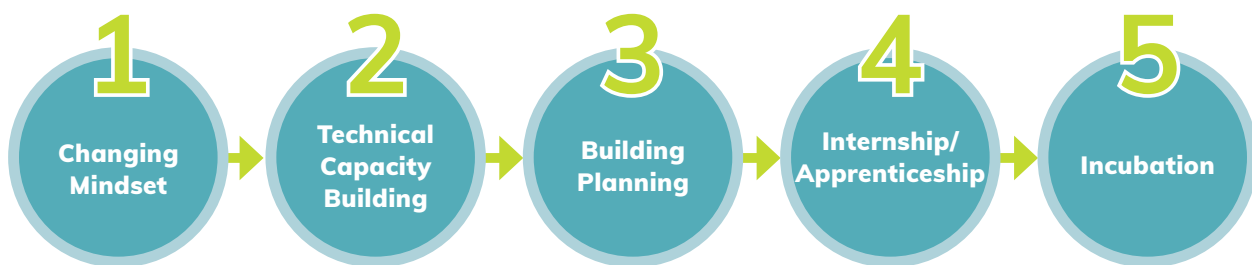 1
Changing
Mindset
2
Technical
Capacity
Building
3
Building
Planning
4
Internship/
Apprenticeship
5
Incubation